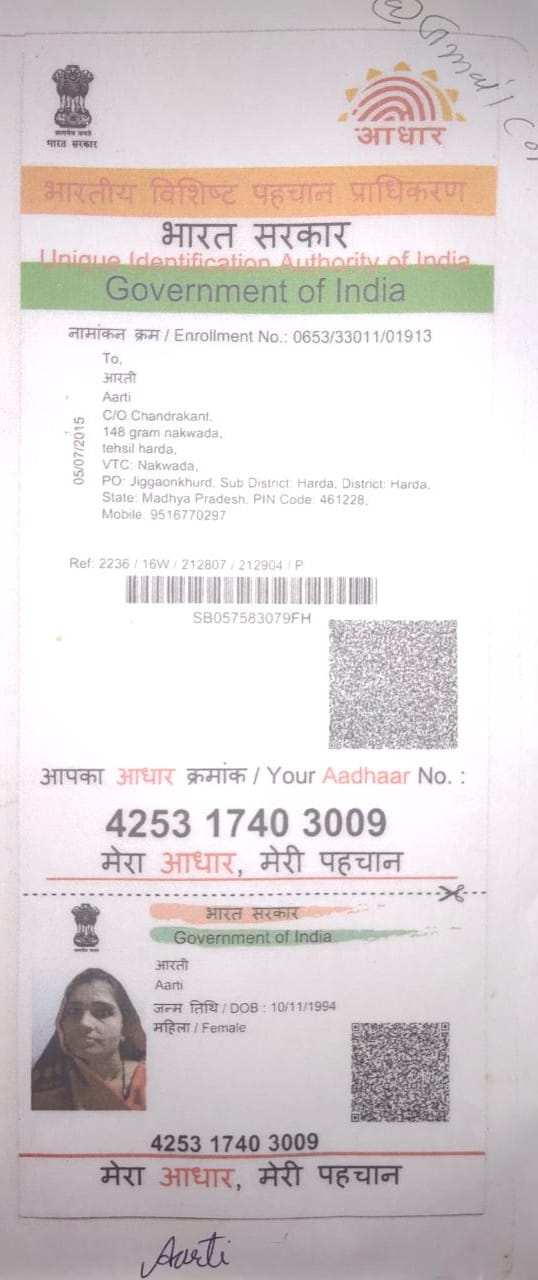 @Gmail.Co
सत्यमेव जयते
भारत सरकार
आधार
भारतीय विशिष्ट पहचान प्राधिकरण
भारत सरकार
Unique Identification Authority of India
Government of India
नामांकन क्रम / Enrollment No.: 0653/33011/01913
To,
आरती
Aarti
C/O Chandrakant,
148 gram nakwada,
tehsil harda,
VTC: Nakwada,
PO: Jiggaonkhurd, Sub District: Harda, District: Harda,
State: Madhya Pradesh, PIN Code: 461228,
Mobile: 9516770297
05/07/2015
Ref: 2236 / 16W / 212807 / 212904 / P
SB057583079FH
आपका आधार क्रमांक / Your Aadhaar No. :
4253 1740 3009
मेरा आधार, मेरी पहचान
भारत सरकार
Government of India
आरती
Aarti
जन्म तिथि / DOB : 10/11/1994
महिला / Female
4253 1740 3009
मेरा आधार, मेरी पहचान
Aarti